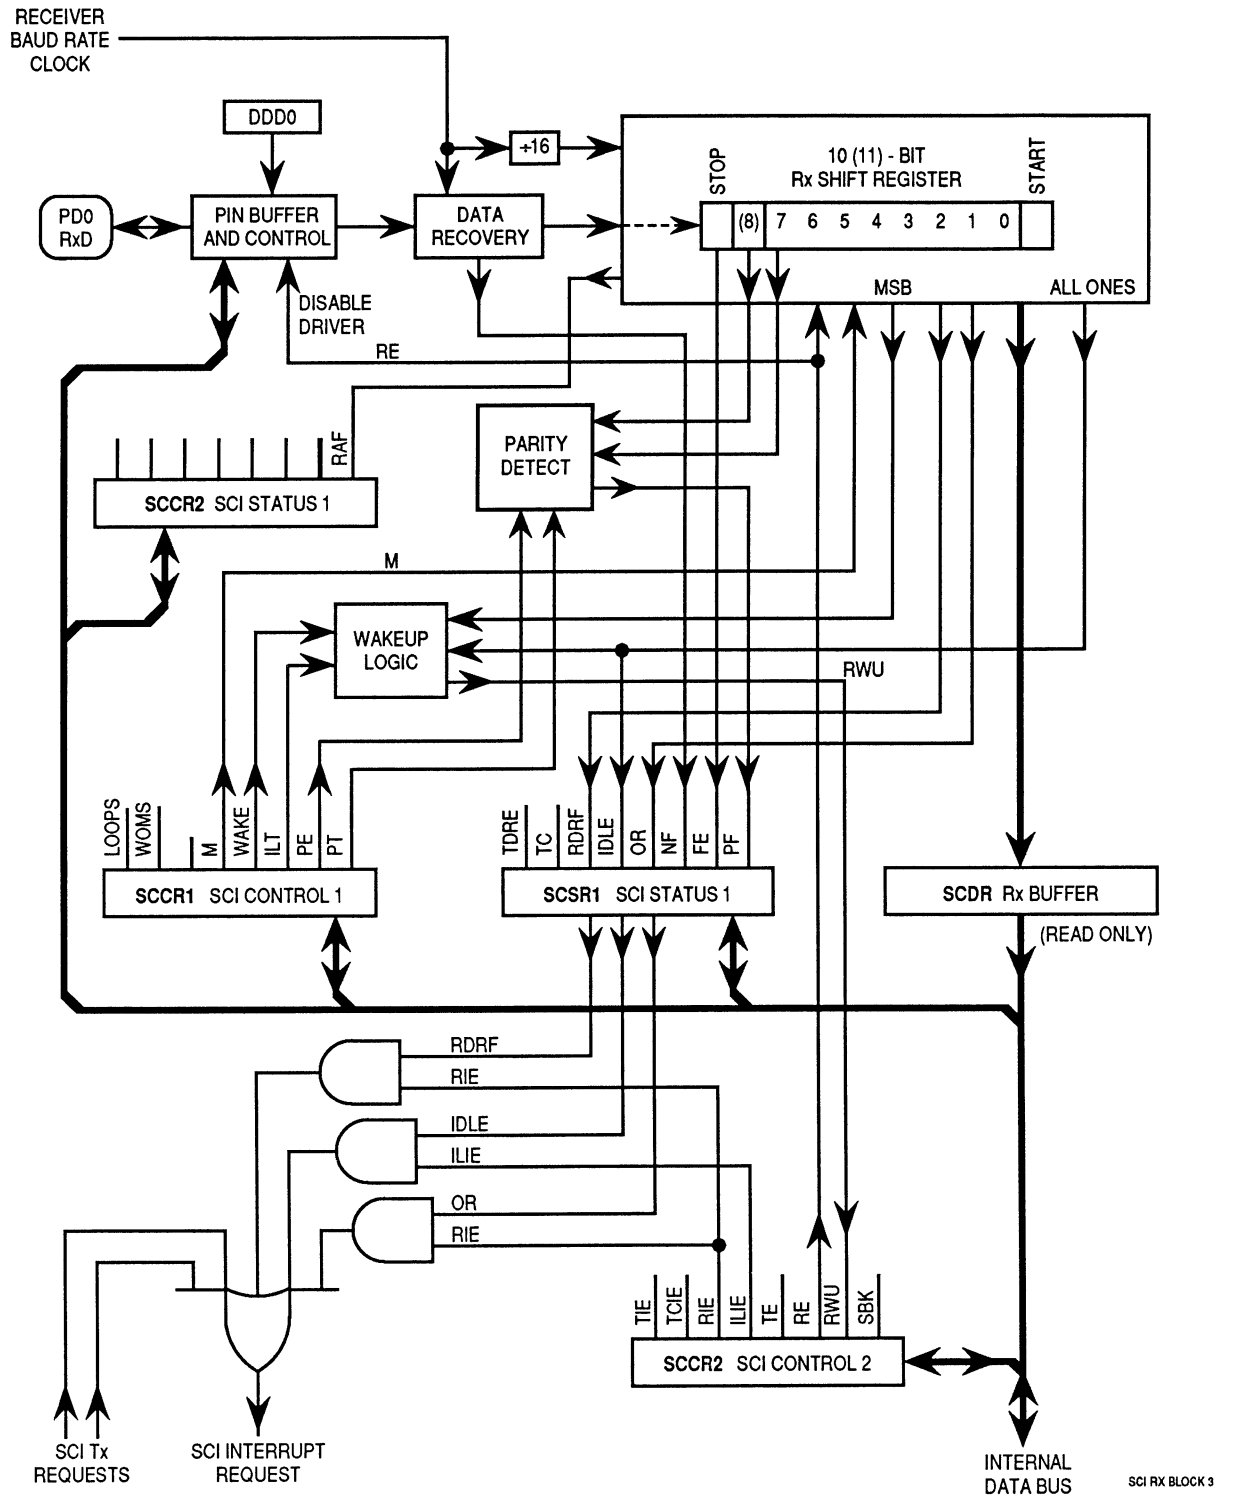 RECEIVER
BAUD RATE
CLOCK
DDD0
÷16
10 (11) - BIT
Rx SHIFT REGISTER
STOP
START
(8) 7 6 5 4 3 2 1 0
PD0
RxD
PIN BUFFER
AND CONTROL
DATA
RECOVERY
MSB
ALL ONES
DISABLE
DRIVER
RE
RAF
SCCR2 SCI STATUS 1
PARITY
DETECT
M
WAKEUP
LOGIC
RWU
LOOPS
WOMS
M
WAKE
ILT
PE
PT
SCCR1 SCI CONTROL 1
TDRE
TC
RDRF
IDLE
OR
NF
FE
PF
SCSR1 SCI STATUS 1
SCDR Rx BUFFER
(READ ONLY)
RDRF
RIE
IDLE
ILIE
OR
RIE
TIE
TCIE
RIE
ILIE
TE
RE
RWU
SBK
SCCR2 SCI CONTROL 2
SCI Tx
REQUESTS
SCI INTERRUPT
REQUEST
INTERNAL
DATA BUS
SCI RX BLOCK 3